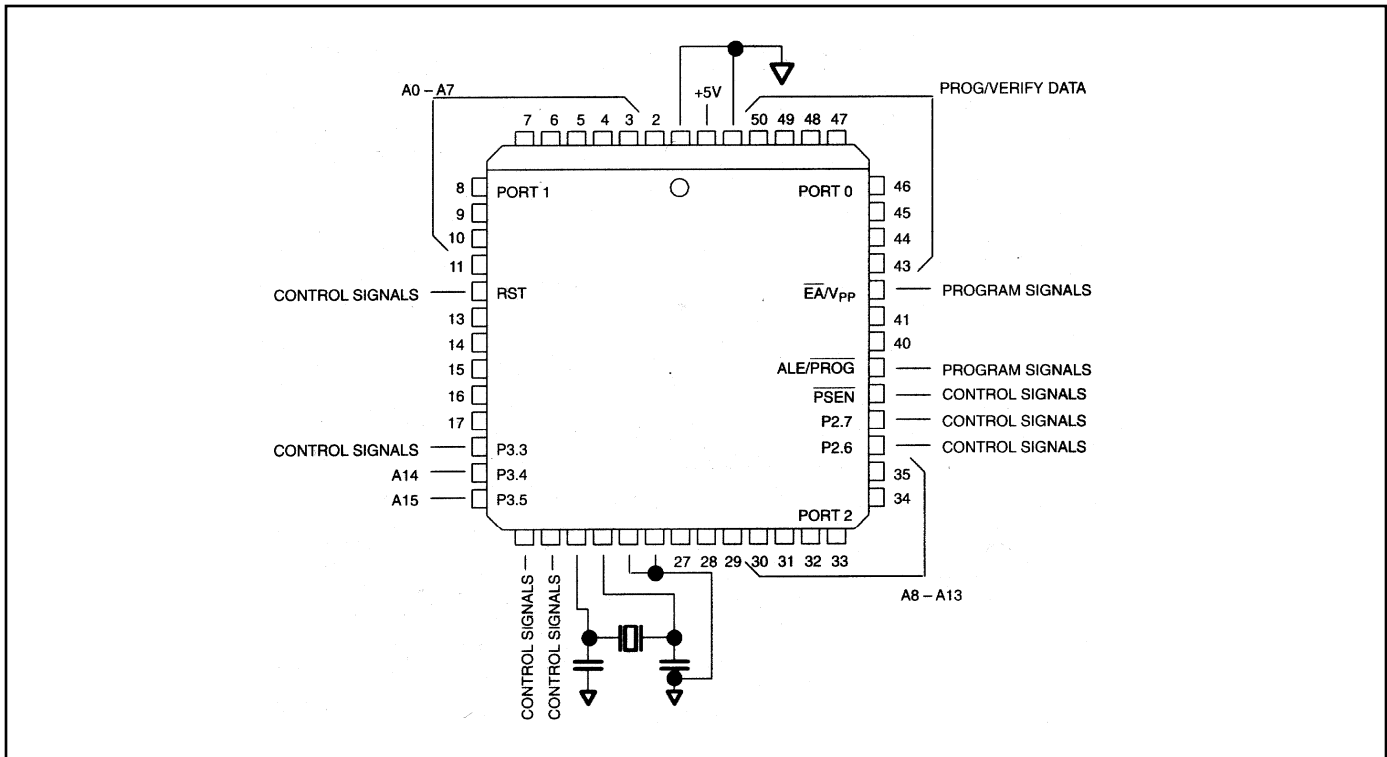 A0 – A7
+5V
PROG/VERIFY DATA
7 6 5 4 3 2 50 49 48 47
8 PORT 1 PORT 0 46
9 45
10 44
11 43
CONTROL SIGNALS RST EA/VPP PROGRAM SIGNALS
13 41
14 40
15 ALE/PROG PROGRAM SIGNALS
16 PSEN CONTROL SIGNALS
17 P2.7 CONTROL SIGNALS
CONTROL SIGNALS P3.3 P2.6 CONTROL SIGNALS
A14 P3.4 35
A15 P3.5 34
PORT 2
27 28 29 30 31 32 33
A8 – A13
CONTROL SIGNALS
CONTROL SIGNALS